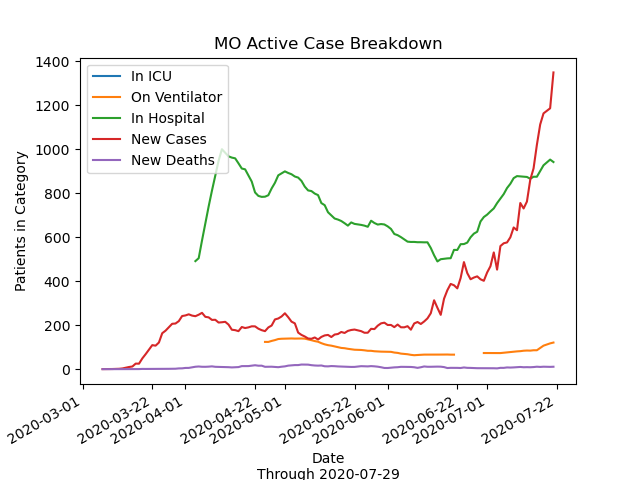 MO Active Case Breakdown
In ICU
On Ventilator
In Hospital
New Cases
New Deaths
Patients in Category
1400
1200
1000
800
600
400
200
0
2020-03-01
2020-03-22
2020-04-01
2020-04-22
2020-05-01
2020-05-22
2020-06-01
2020-06-22
2020-07-01
2020-07-22
Date
Through 2020-07-29